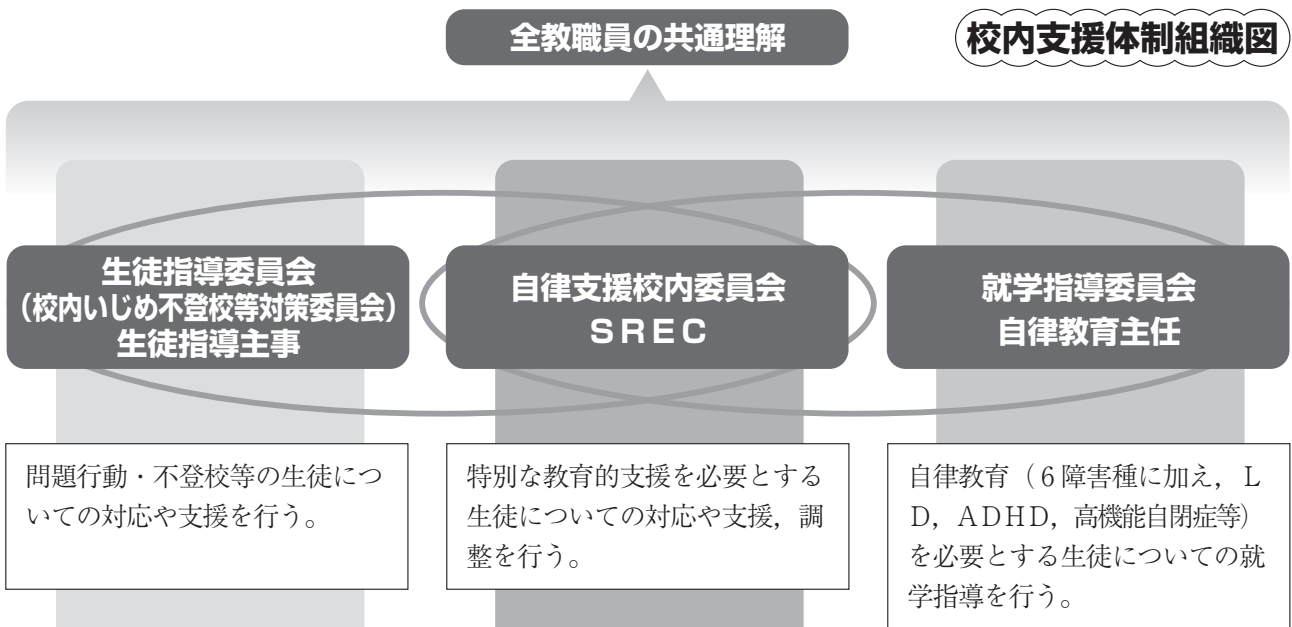 全教職員の共通理解
校内支援体制組織図
生徒指導委員会
（校内いじめ不登校等対策委員会）
生徒指導主事
自律支援校内委員会
ＳＲＥＣ
就学指導委員会
自律教育主任
問題行動・不登校等の生徒につ
いての対応や支援を行う。
特別な教育的支援を必要とする
生徒についての対応や支援，調
整を行う。
自律教育（６障害種に加え，Ｌ
Ｄ，ＡＤＨＤ，高機能自閉症等）
を必要とする生徒についての就
学指導を行う。